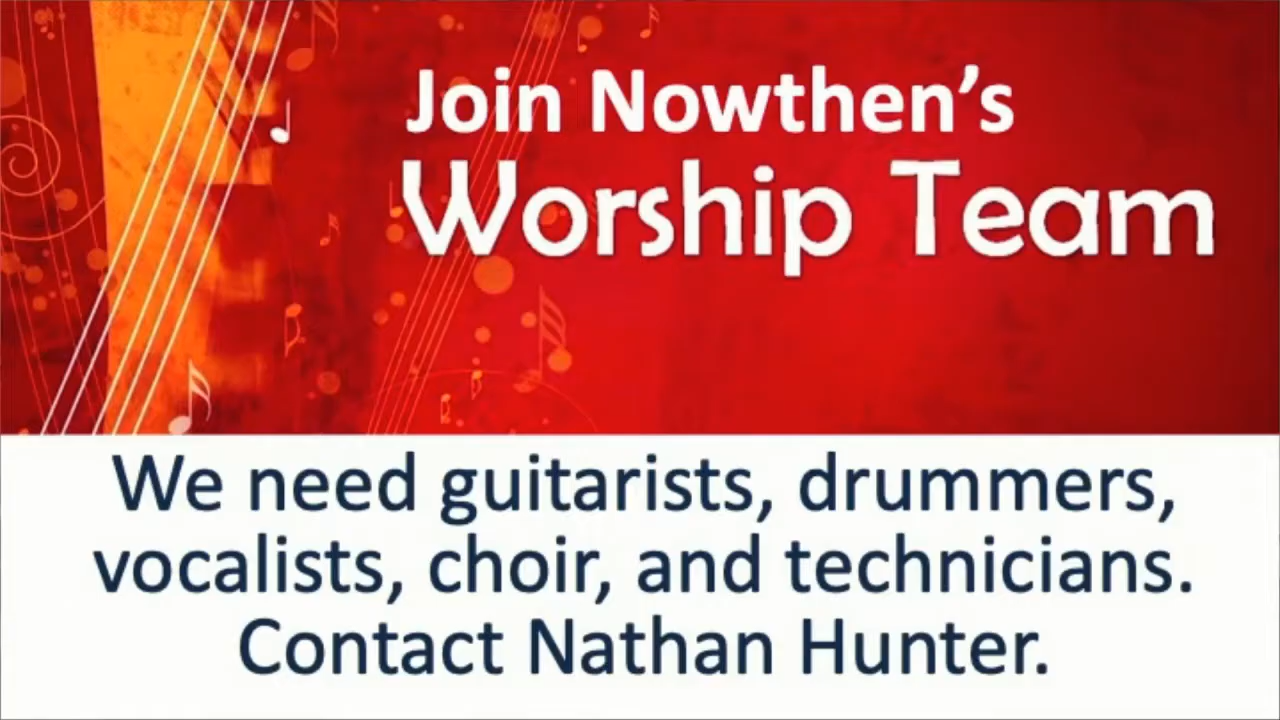 Join Nowthen’s
Worship Team
We need guitarists, drummers,
vocalists, choir, and technicians.
Contact Nathan Hunter.